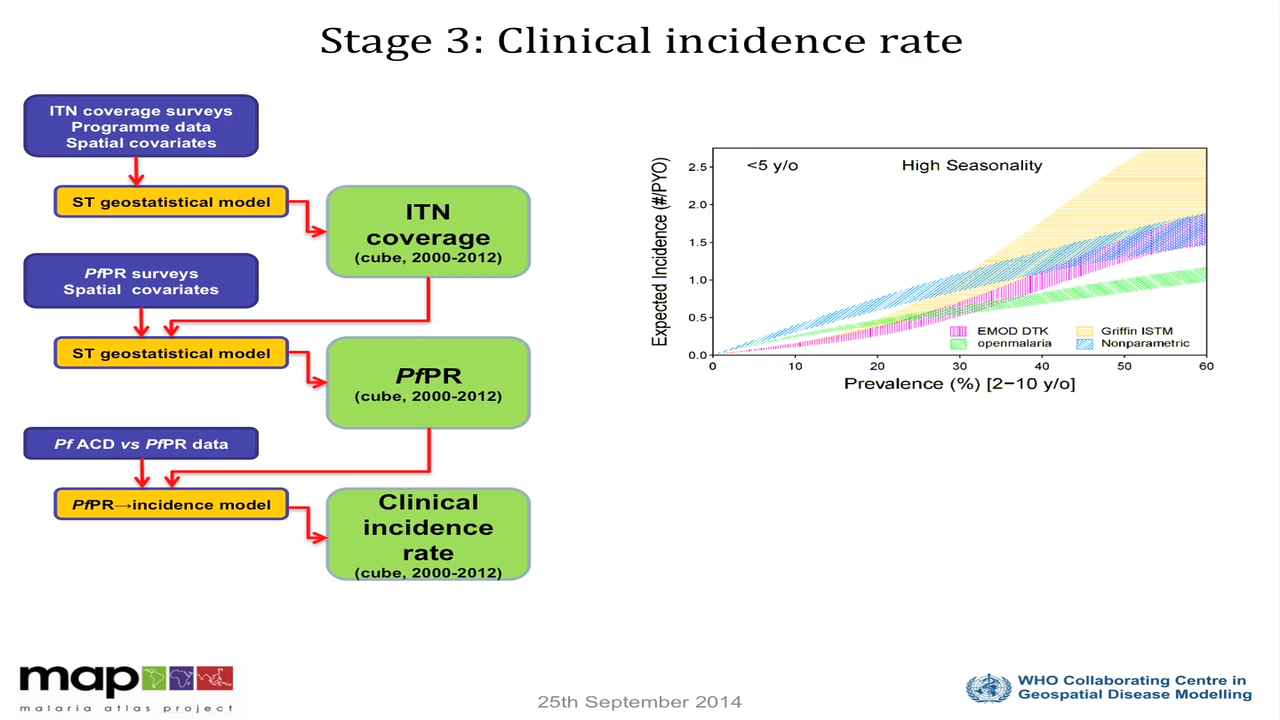 Stage 3: Clinical incidence rate
ITN coverage surveys
Programme data
Spatial covariates
ST geostatistical model
ITN
coverage
(cube, 2000-2012)
PfPR surveys
Spatial covariates
ST geostatistical model
PfPR
(cube, 2000-2012)
Pf ACD vs PfPR data
PfPR→incidence model
Clinical
incidence
rate
(cube, 2000-2012)
<5 y/o
High Seasonality
Expected Incidence (#/PYO)
2.5
2.0
1.5
1.0
0.5
0.0
EMOD DTK
Griffin ISTM
openmalaria
Nonparametric
0 10 20 30 40 50 60
Prevalence (%) [2−10 y/o]
map
malaria atlas project
25th September 2014
WHO Collaborating Centre in
Geospatial Disease Modelling